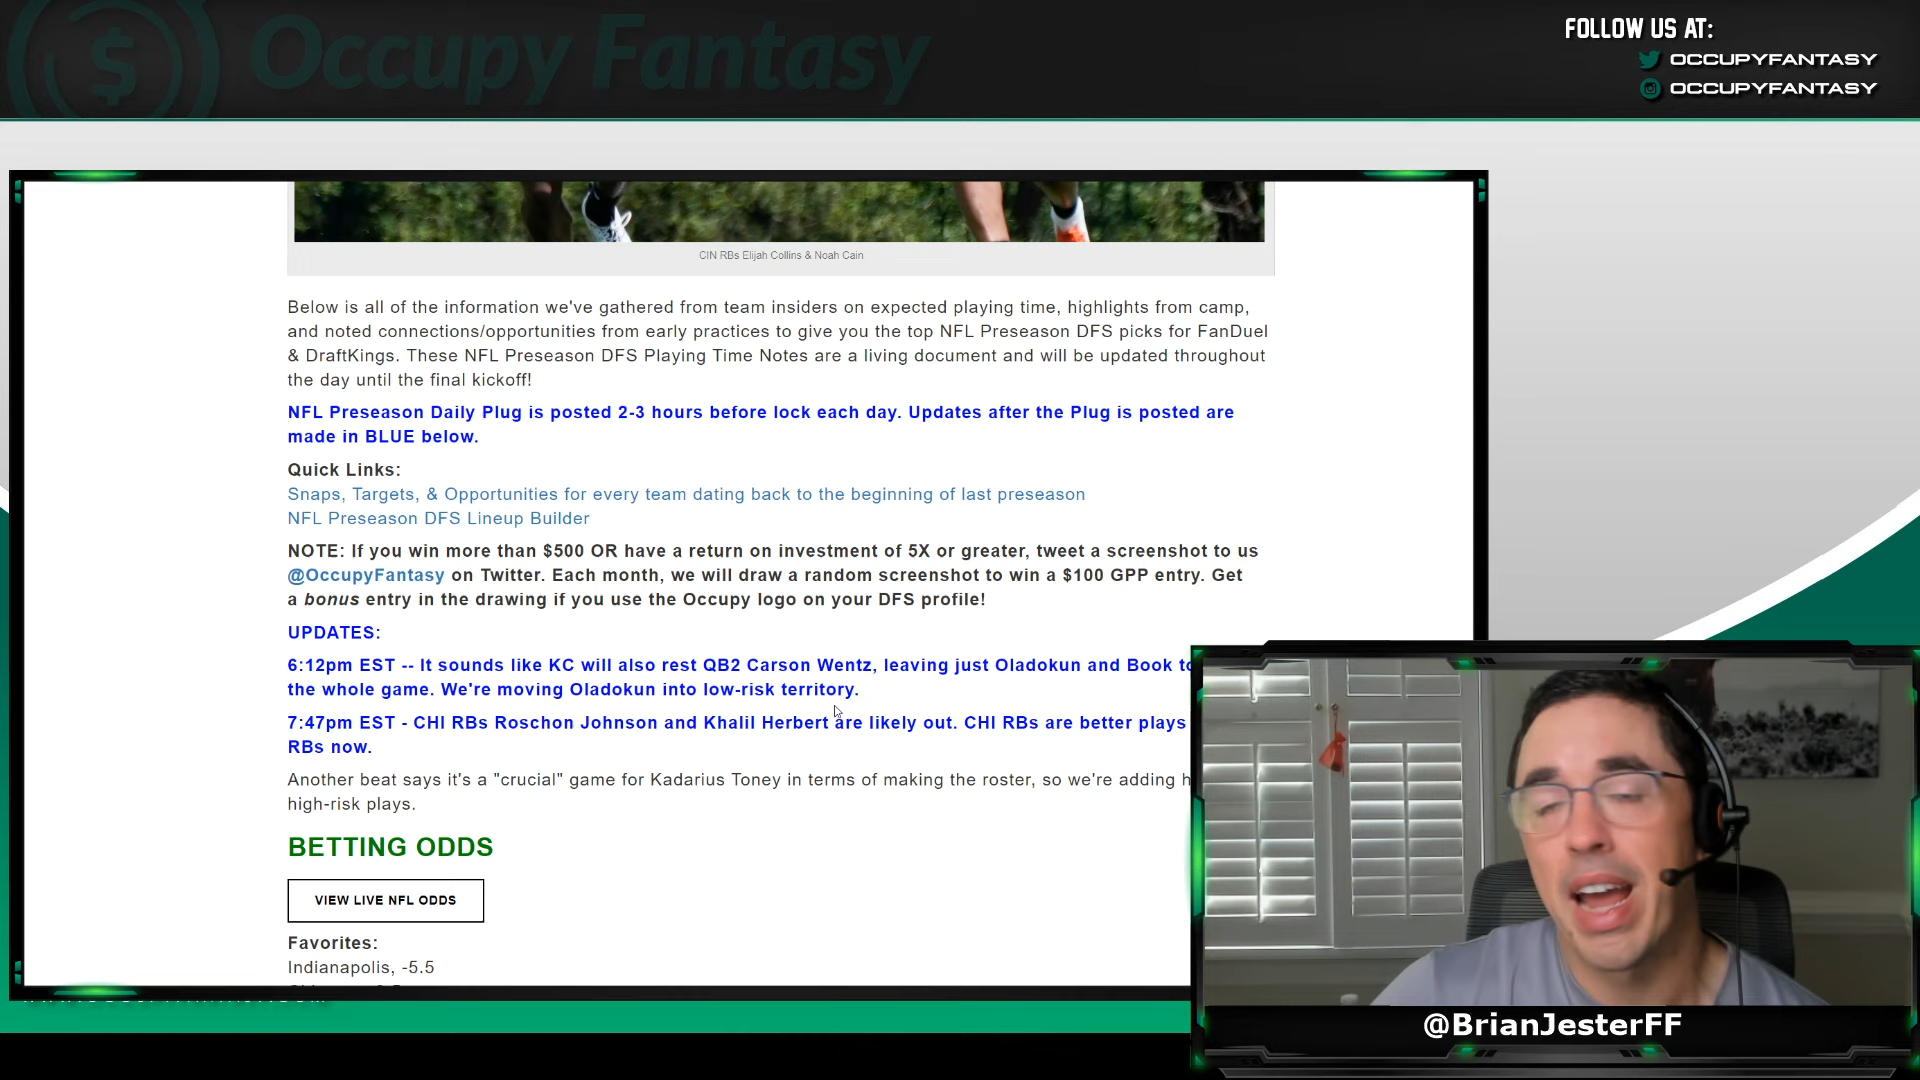 Occupy Fantasy
FOLLOW US AT:
OCCUPYFANTASY
OCCUPYFANTASY
CIN RBs Elijah Collins & Noah Cain
Below is all of the information we've gathered from team insiders on expected playing time, highlights from camp,
and noted connections/opportunities from early practices to give you the top NFL Preseason DFS picks for FanDuel
& DraftKings. These NFL Preseason DFS Playing Time Notes are a living document and will be updated throughout
the day until the final kickoff!
NFL Preseason Daily Plug is posted 2-3 hours before lock each day. Updates after the Plug is posted are
made in BLUE below.
Quick Links:
Snaps, Targets, & Opportunities for every team dating back to the beginning of last preseason
NFL Preseason DFS Lineup Builder
NOTE: If you win more than $500 OR have a return on investment of 5X or greater, tweet a screenshot to us
@OccupyFantasy on Twitter. Each month, we will draw a random screenshot to win a $100 GPP entry. Get
a bonus entry in the drawing if you use the Occupy logo on your DFS profile!
UPDATES:
6:12pm EST -- It sounds like KC will also rest QB2 Carson Wentz, leaving just Oladokun and Book
the whole game. We're moving Oladokun into low-risk territory.
7:47pm EST - CHI RBs Roschon Johnson and Khalil Herbert are likely out. CHI RBs are better plays
RBs now.
Another beat says it's a "crucial" game for Kadarius Toney in terms of making the roster, so we're adding
high-risk plays.
BETTING ODDS
VIEW LIVE NFL ODDS
Favorites:
Indianapolis, -5.5
@BrianJesterFF